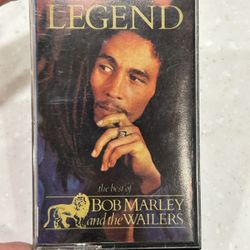 LEGEND
the best of
BOB MARLEY
and the WAILERS